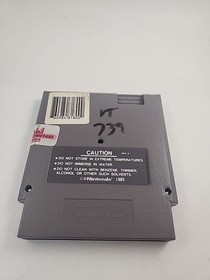 VT
739
CAUTION
• DO NOT STORE IN EXTREME TEMPERATURES.
• DO NOT IMMERSE IN WATER.
• DO NOT CLEAN WITH BENZENE, THINNER,
ALCOHOL OR OTHER SUCH SOLVENTS.
©Nintendo 1985